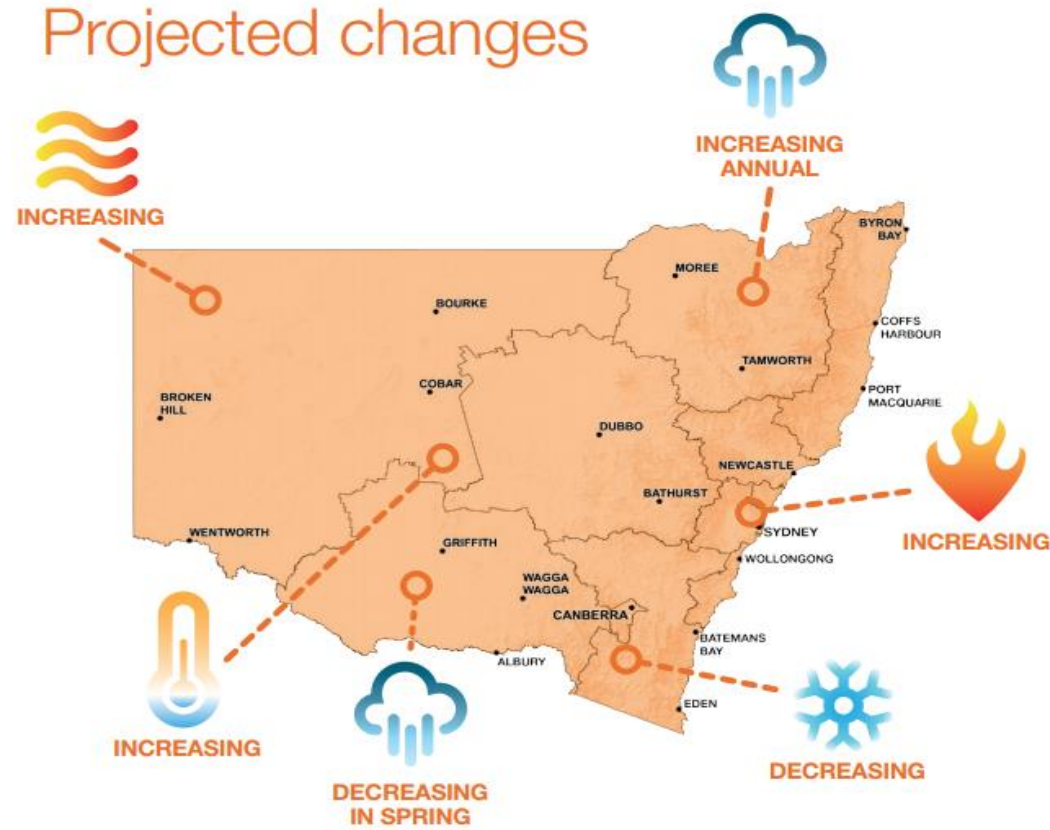 Projected changes
INCREASING
ANNUAL
INCREASING
BYRON
BAY
MOREE
BOURKE
COFFS
HARBOUR
TAMWORTH
COBAR
BROKEN
HILL
PORT
MACQUARIE
DUBBO
NEWCASTLE
BATHURST
WENTWORTH
SYDNEY
INCREASING
GRIFFITH
WOLLONGONG
WAGGA
WAGGA
CANBERRA
BATEMANS
BAY
ALBURY
EDEN
INCREASING
DECREASING
DECREASING
IN SPRING